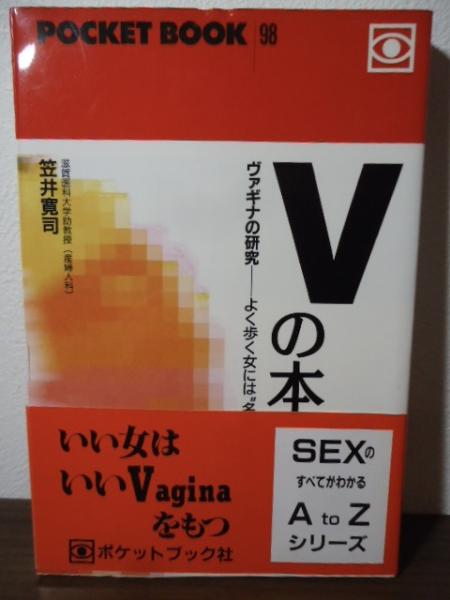 POCKET BOOK 98
Vの本
ヴァギナの研究――よく歩く女には“名
滋賀医科大学助教授（産婦人科）
笠井寛司
いい女は
いいVagina
をもつ
ポケットブック社
SEXの
すべてがわかる
A to Z
シリーズ